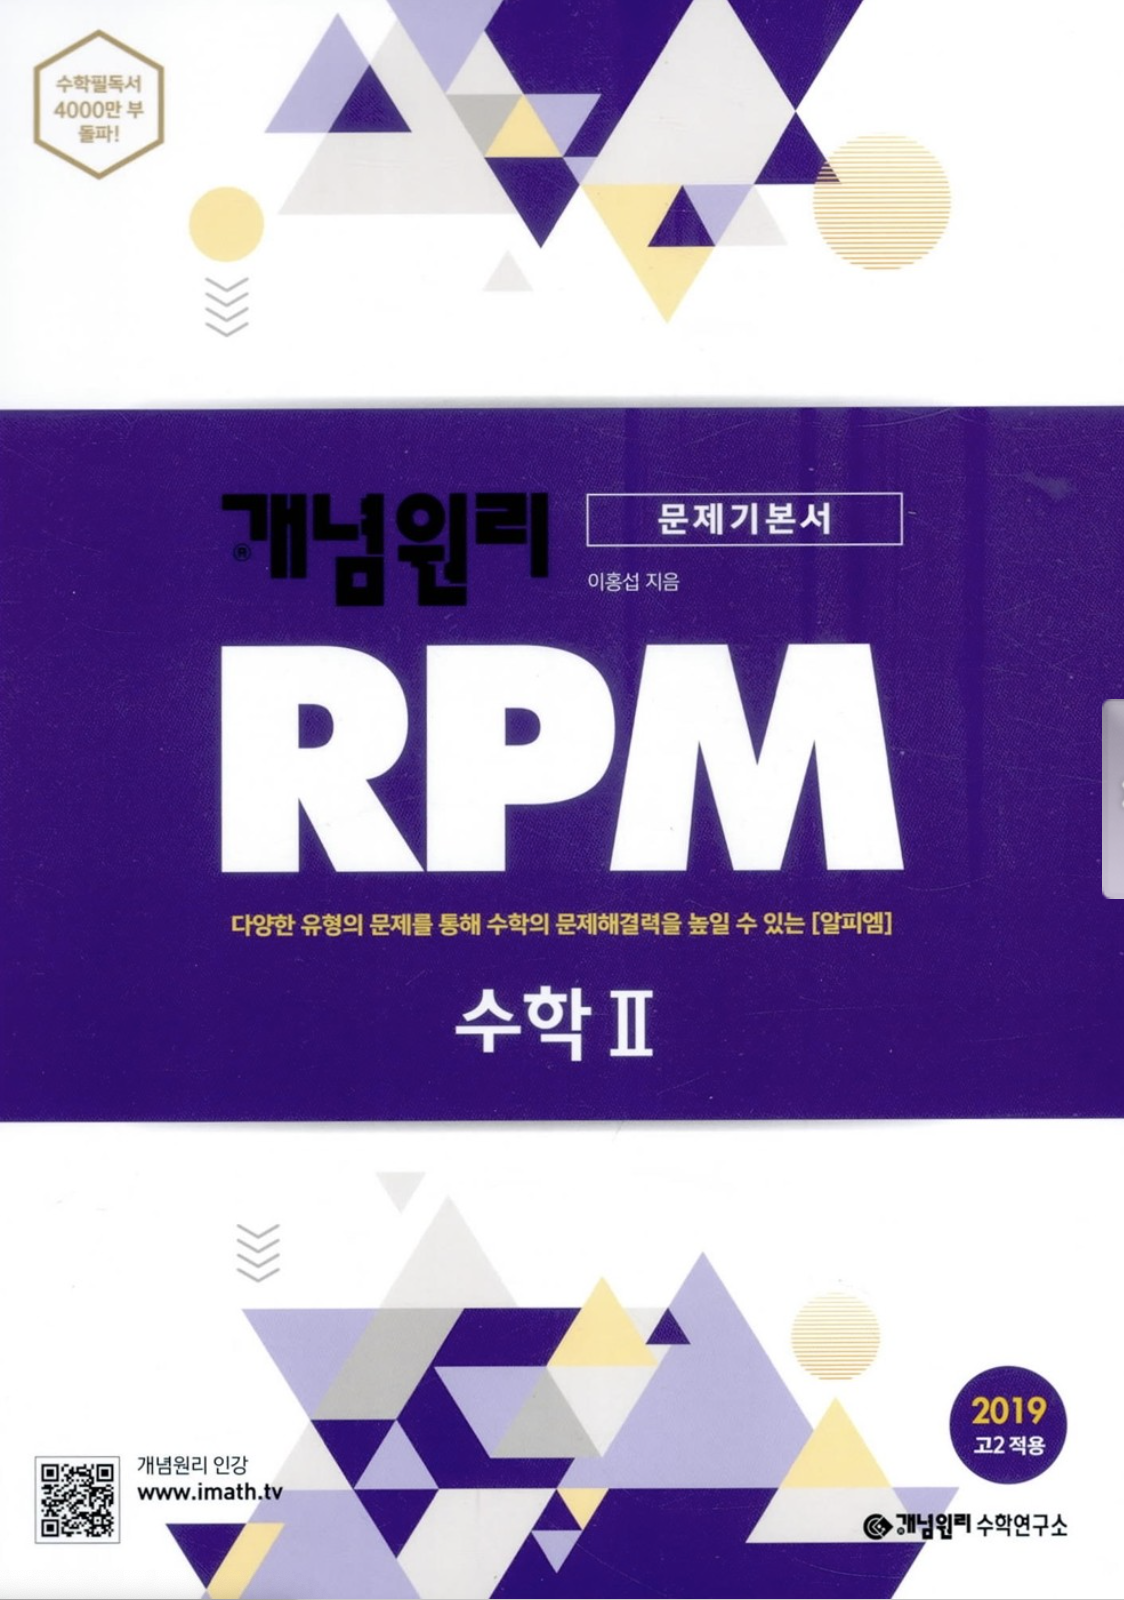 수학필독서
4000만 부
돌파!
개념원리
®
문제기본서
이홍섭 지음
RPM
다양한 유형의 문제를 통해 수학의 문제해결력을 높일 수 있는 [알피엠]
수학 Ⅱ
2019
고2 적용
개념원리 인강
www.imath.tv
개념원리 수학연구소